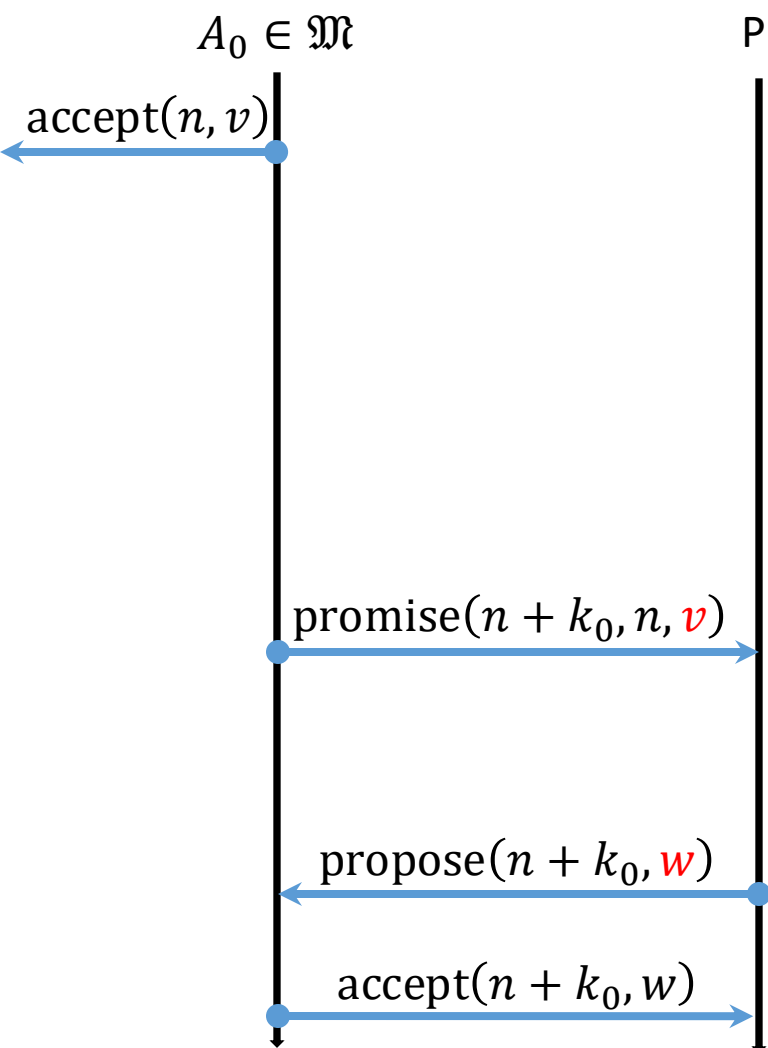 A₀ ∈ 𝔐 P
accept(n, v)
promise(n + k₀, n, v)
propose(n + k₀, w)
accept(n + k₀, w)